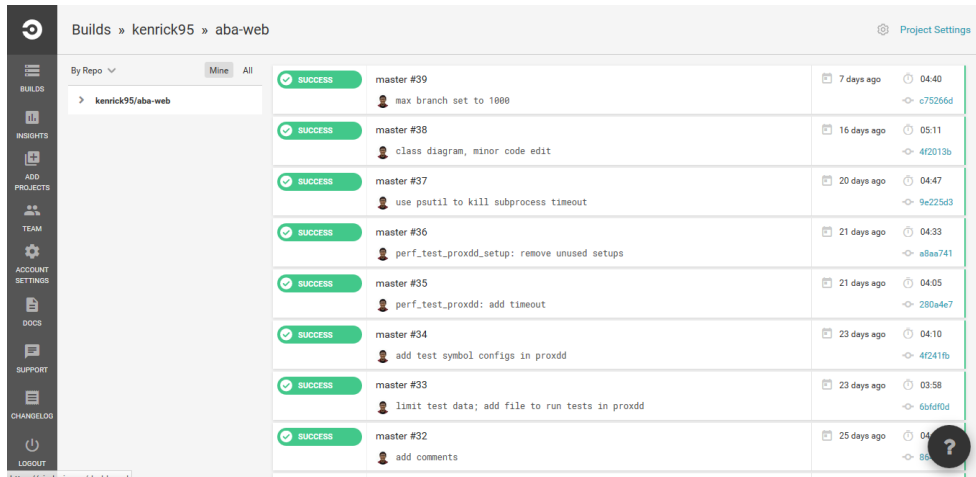 Builds » kenrick95 » aba-web
Project Settings
BUILDS
INSIGHTS
ADD
PROJECTS
TEAM
ACCOUNT
SETTINGS
DOCS
SUPPORT
CHANGELOG
LOGOUT
By Repo Mine All
kenrick95/aba-web
SUCCESS master #39 7 days ago 04:40
max branch set to 1000 c75266d
SUCCESS master #38 16 days ago 05:11
class diagram, minor code edit 4f2013b
SUCCESS master #37 20 days ago 04:47
use psutil to kill subprocess timeout 9e225d3
SUCCESS master #36 21 days ago 04:33
perf_test_proxdd_setup: remove unused setups a8aa741
SUCCESS master #35 21 days ago 04:05
perf_test_proxdd: add timeout 280a4e7
SUCCESS master #34 23 days ago 04:10
add test symbol configs in proxdd 4f241fb
SUCCESS master #33 23 days ago 03:58
limit test data; add file to run tests in proxdd 6bfdf0d
SUCCESS master #32 25 days ago
add comments
?